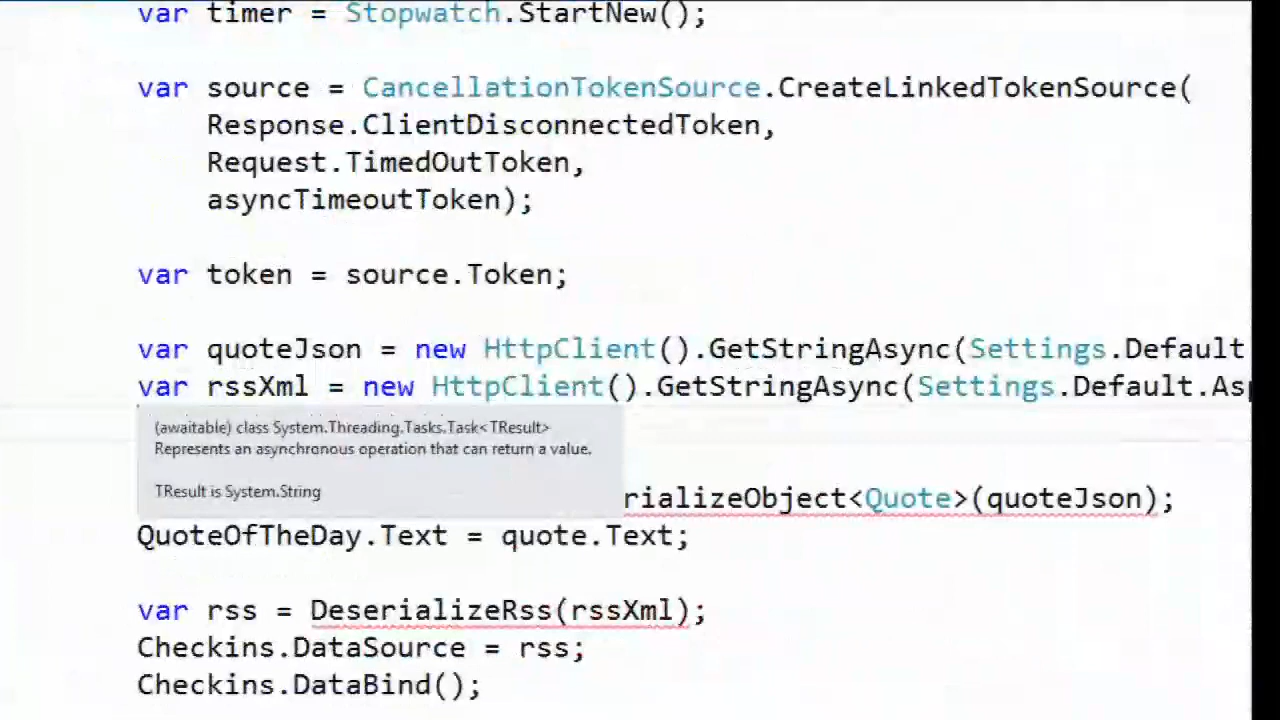 var timer = Stopwatch.StartNew();
var source = CancellationTokenSource.CreateLinkedTokenSource(
Response.ClientDisconnectedToken,
Request.TimedOutToken,
asyncTimeoutToken);
var token = source.Token;
var quoteJson = new HttpClient().GetStringAsync(Settings.Default
var rssXml = new HttpClient().GetStringAsync(Settings.Default.Asp
(awaitable) class System.Threading.Tasks.Task<TResult>
Represents an asynchronous operation that can return a value.
TResult is System.String
rializeObject<Quote>(quoteJson);
QuoteOfTheDay.Text = quote.Text;
var rss = DeserializeRss(rssXml);
Checkins.DataSource = rss;
Checkins.DataBind();